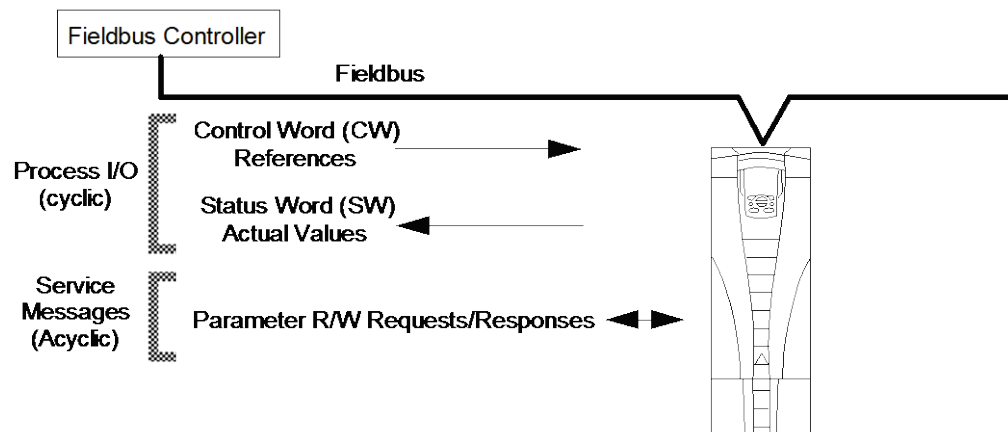 Fieldbus Controller
Fieldbus
Control Word (CW)
References
Process I/O
(cyclic)
Status Word (SW)
Actual Values
Service
Messages
(Acyclic)
Parameter R/W Requests/Responses